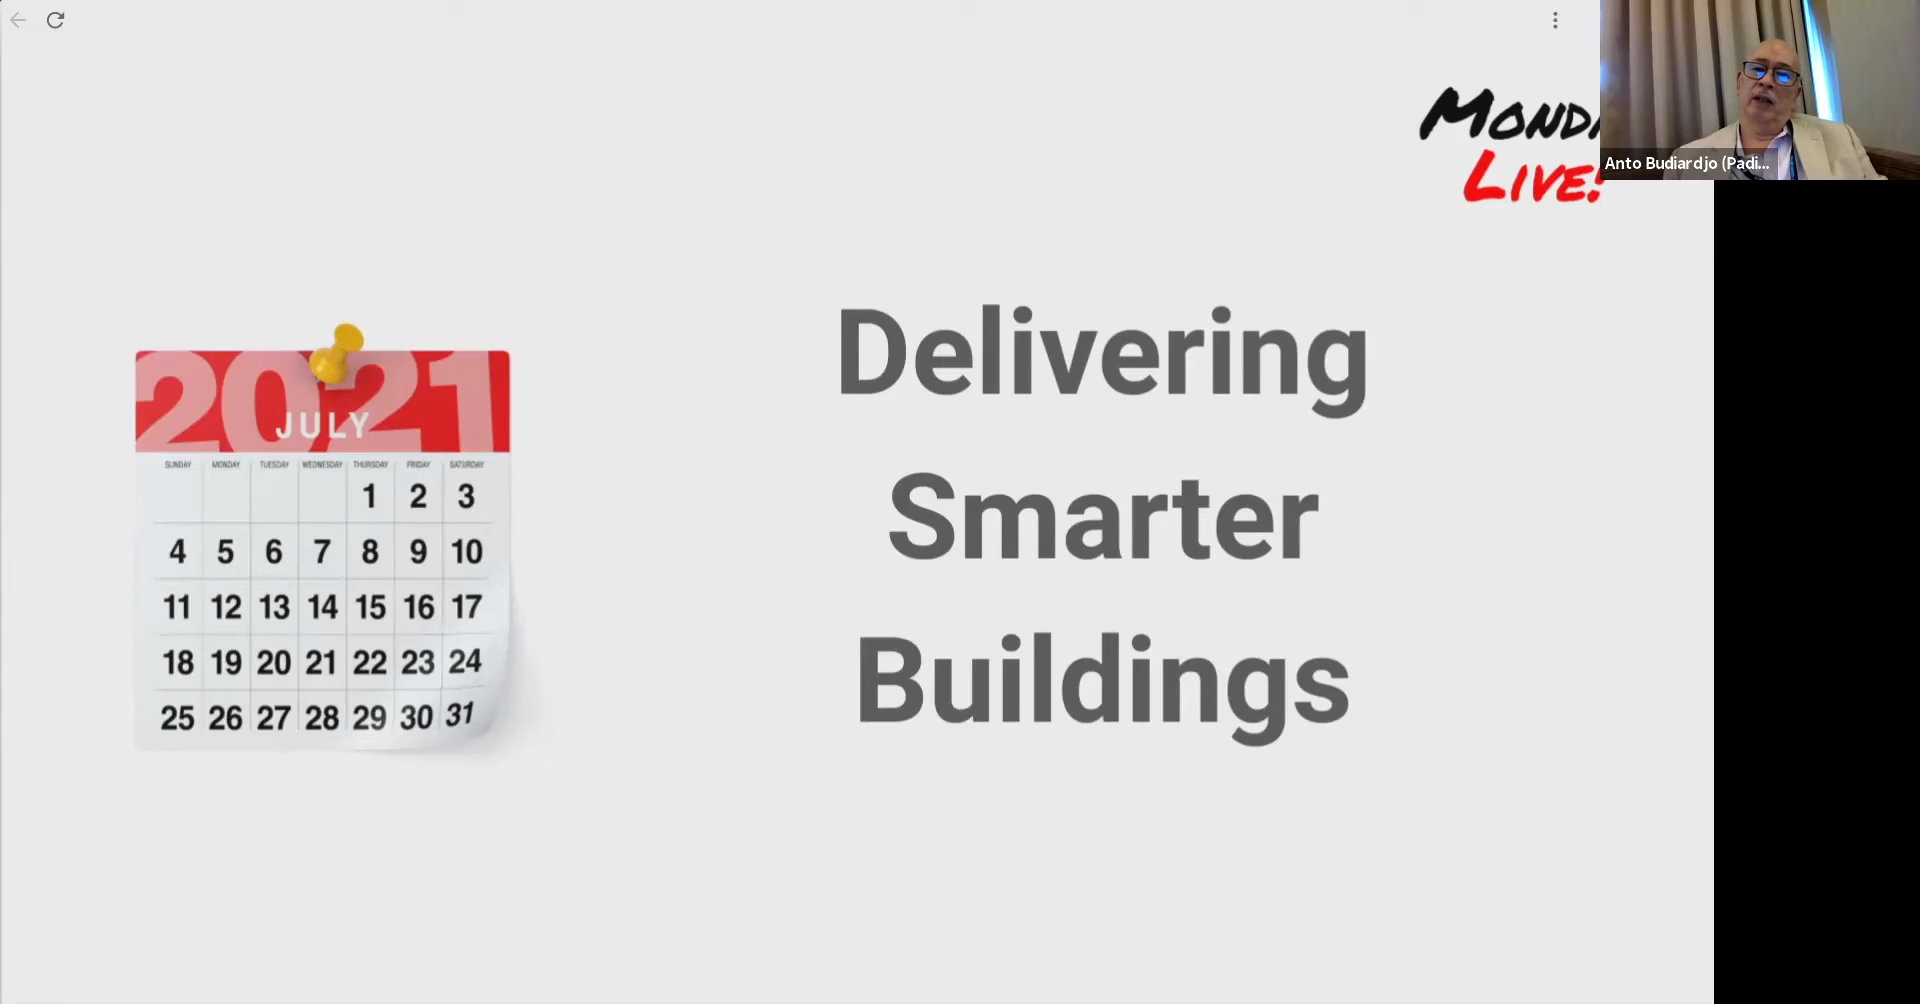 MOND
LIVE!
Anto Budiardjo (Padi...
Delivering
Smarter
Buildings
2021
JULY
SUNDAY MONDAY TUESDAY WEDNESDAY THURSDAY FRIDAY SATURDAY
1 2 3
4 5 6 7 8 9 10
11 12 13 14 15 16 17
18 19 20 21 22 23 24
25 26 27 28 29 30 31